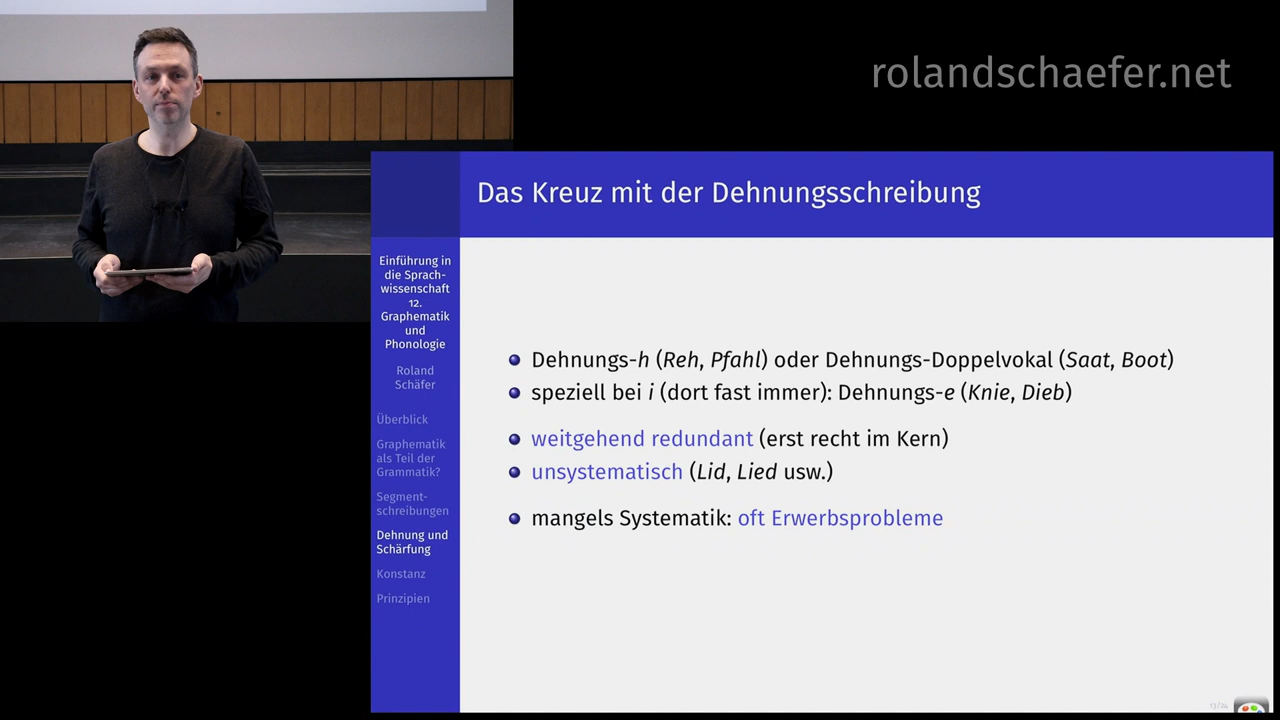 rolandschaefer.net
Das Kreuz mit der Dehnungsschreibung
Einführung in
die Sprach-
wissenschaft
12.
Graphematik
und
Phonologie
Roland
Schäfer
Überblick
Graphematik
als Teil der
Grammatik?
Segment-
schreibungen
Dehnung und
Schärfung
Konstanz
Prinzipien
Dehnungs-h (Reh, Pfahl) oder Dehnungs-Doppelvokal (Saat, Boot)
speziell bei i (dort fast immer): Dehnungs-e (Knie, Dieb)
weitgehend redundant (erst recht im Kern)
unsystematisch (Lid, Lied usw.)
mangels Systematik: oft Erwerbsprobleme